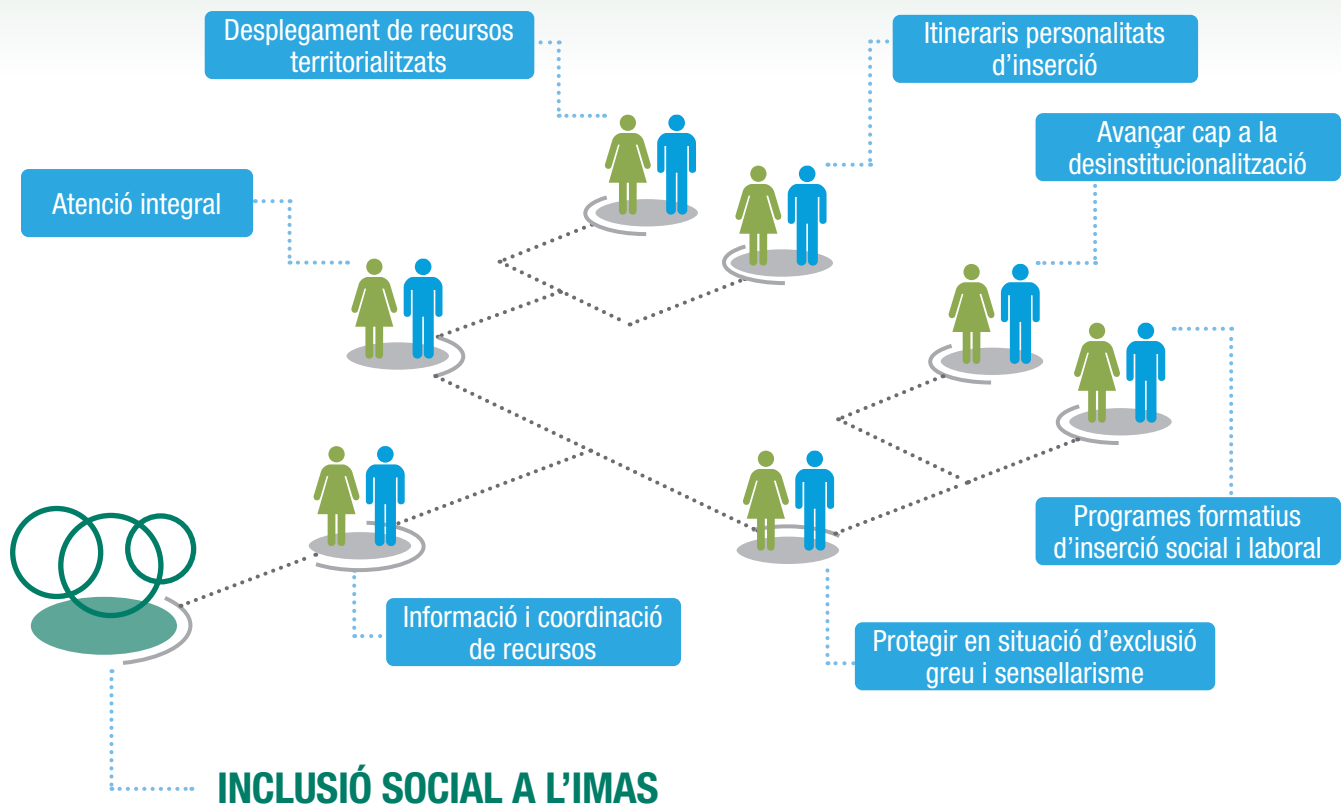 Desplegament de recursos
territorialitzats
Itineraris personalitats
d’inserció
Avançar cap a la
desinstitucionalització
Atenció integral
Programes formatius
d’inserció social i laboral
Informació i coordinació
de recursos
Protegir en situació d’exclusió
greu i sensellarisme
INCLUSIÓ SOCIAL A L’IMAS